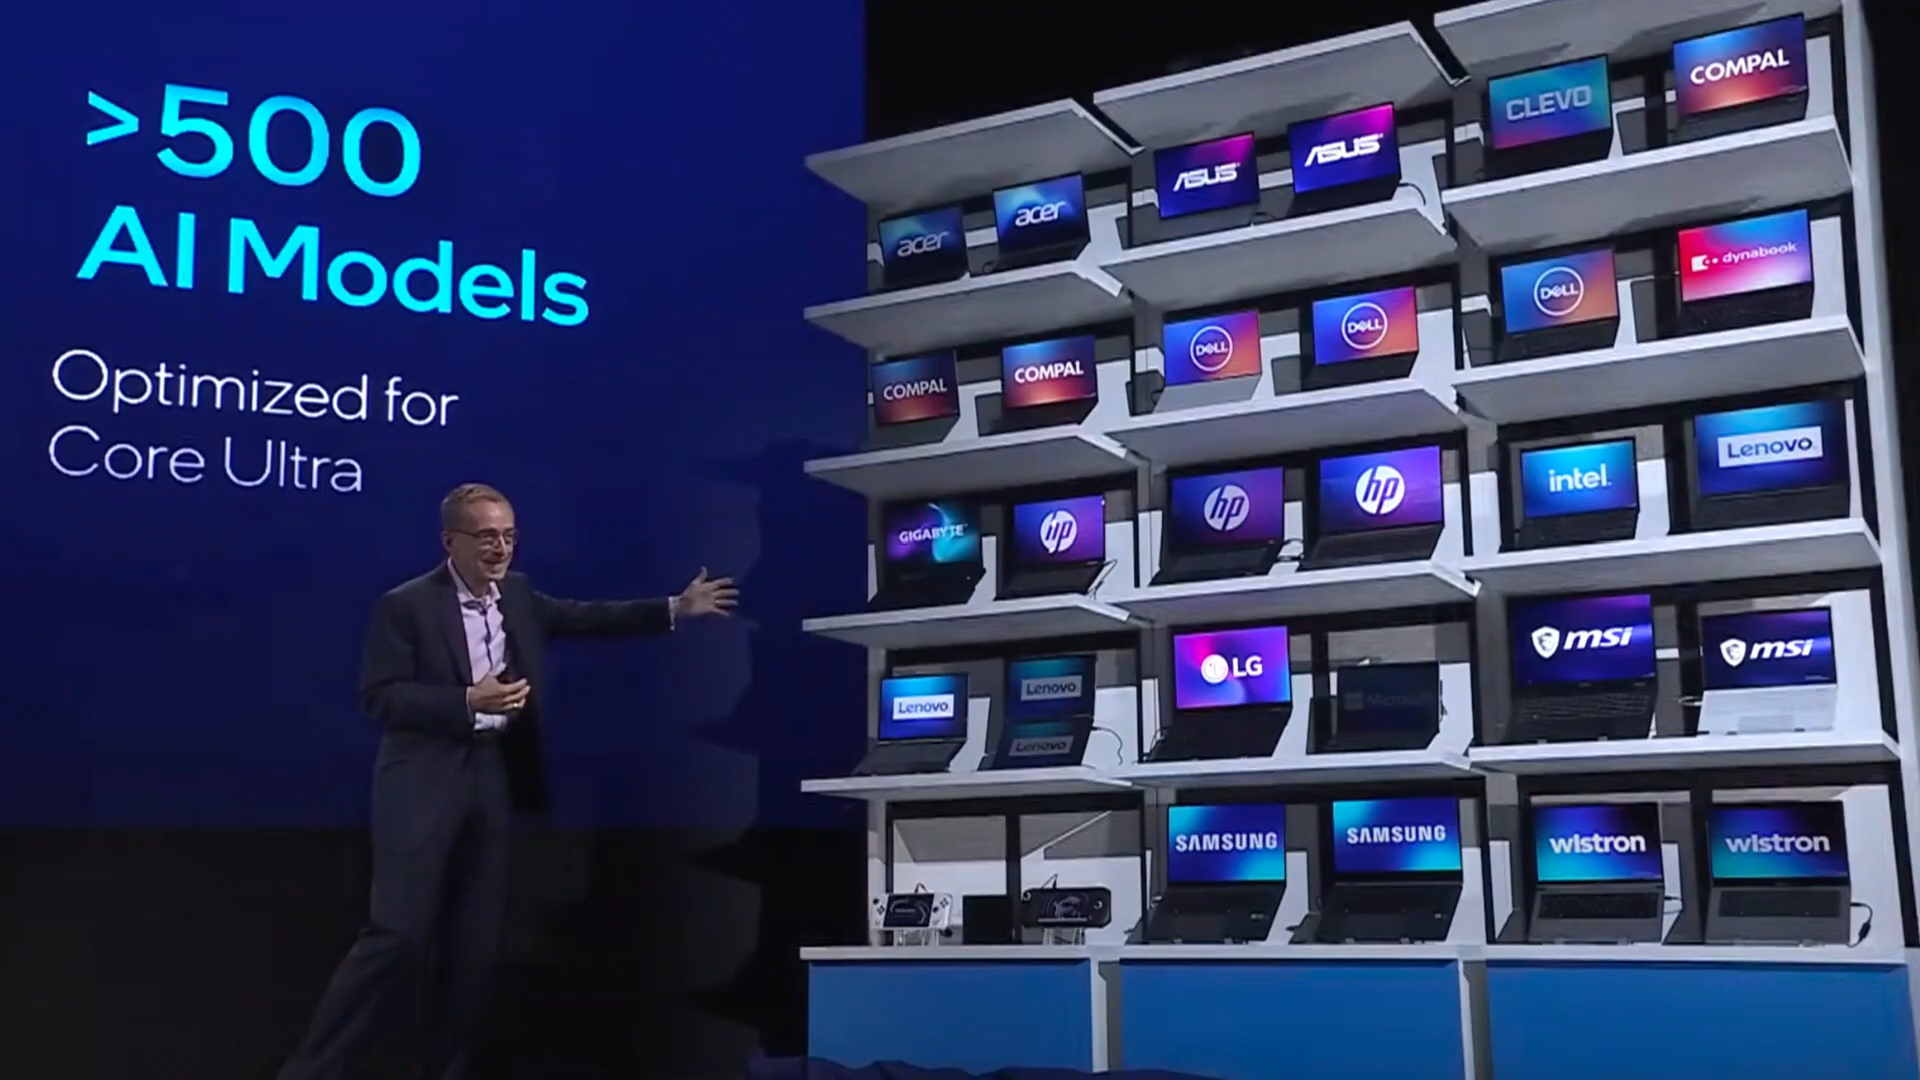 >500
AI Models
Optimized for
Core Ultra
acer
acer
ASUS
ASUS
CLEVO
COMPAL
COMPAL
COMPAL
DELL
DELL
DELL
dynabook
GIGABYTE
hp
hp
hp
intel.
Lenovo
Lenovo
Lenovo
Lenovo
LG
Microsoft
msi
msi
SAMSUNG
SAMSUNG
wistron
wistron